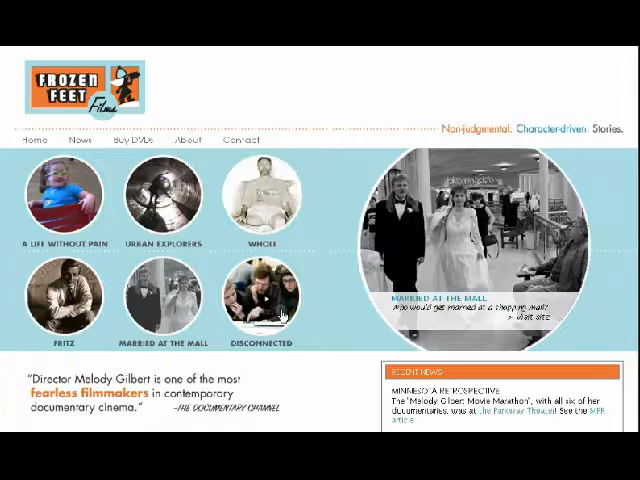 FROZEN
FEET
Films
Non-judgmental. Character-driven. Stories.
Home News Buy DVDs About Contact
A LIFE WITHOUT PAIN URBAN EXPLORERS WHOLE
MARRIED AT THE MALL
Who would get married at a shopping mall?
> Visit site
FRITZ MARRIED AT THE MALL DISCONNECTED
"Director Melody Gilbert is one of the most
fearless filmmakers in contemporary
documentary cinema."
-THE DOCUMENTARY CHANNEL
RECENT NEWS
MINNESOTA RETROSPECTIVE
The "Melody Gilbert Movie Marathon", with all six of her
documentaries, was at the Parkway Theater! See the MPR
article